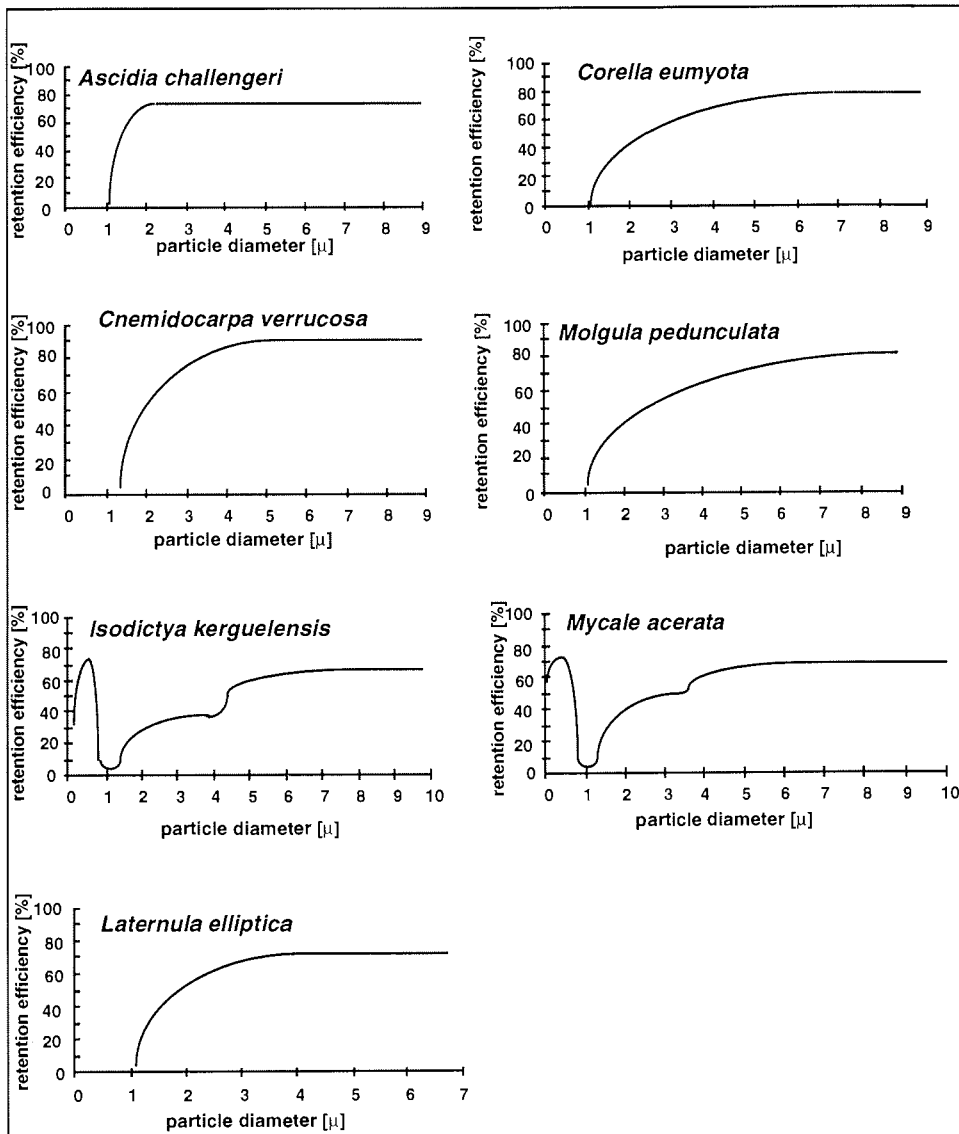 Ascidia challengeri
retention efficiency [%]
100
80
60
40
20
0
0 1 2 3 4 5 6 7 8 9
particle diameter [μ]
Corella eumyota
retention efficiency [%]
100
80
60
40
20
0
0 1 2 3 4 5 6 7 8 9
particle diameter [μ]
Cnemidocarpa verrucosa
retention efficiency [%]
100
80
60
40
20
0
0 1 2 3 4 5 6 7 8 9
particle diameter [μ]
Molgula pedunculata
retention efficiency [%]
100
80
60
40
20
0
0 1 2 3 4 5 6 7 8 9
particle diameter [μ]
Isodictya kerguelensis
retention efficiency [%]
100
80
60
40
20
0
0 1 2 3 4 5 6 7 8 9 10
particle diameter [μ]
Mycale acerata
retention efficiency [%]
100
80
60
40
20
0
0 1 2 3 4 5 6 7 8 9 10
particle diameter [μ]
Laternula elliptica
retention efficiency [%]
100
80
60
40
20
0
0 1 2 3 4 5 6 7
particle diameter [μ]